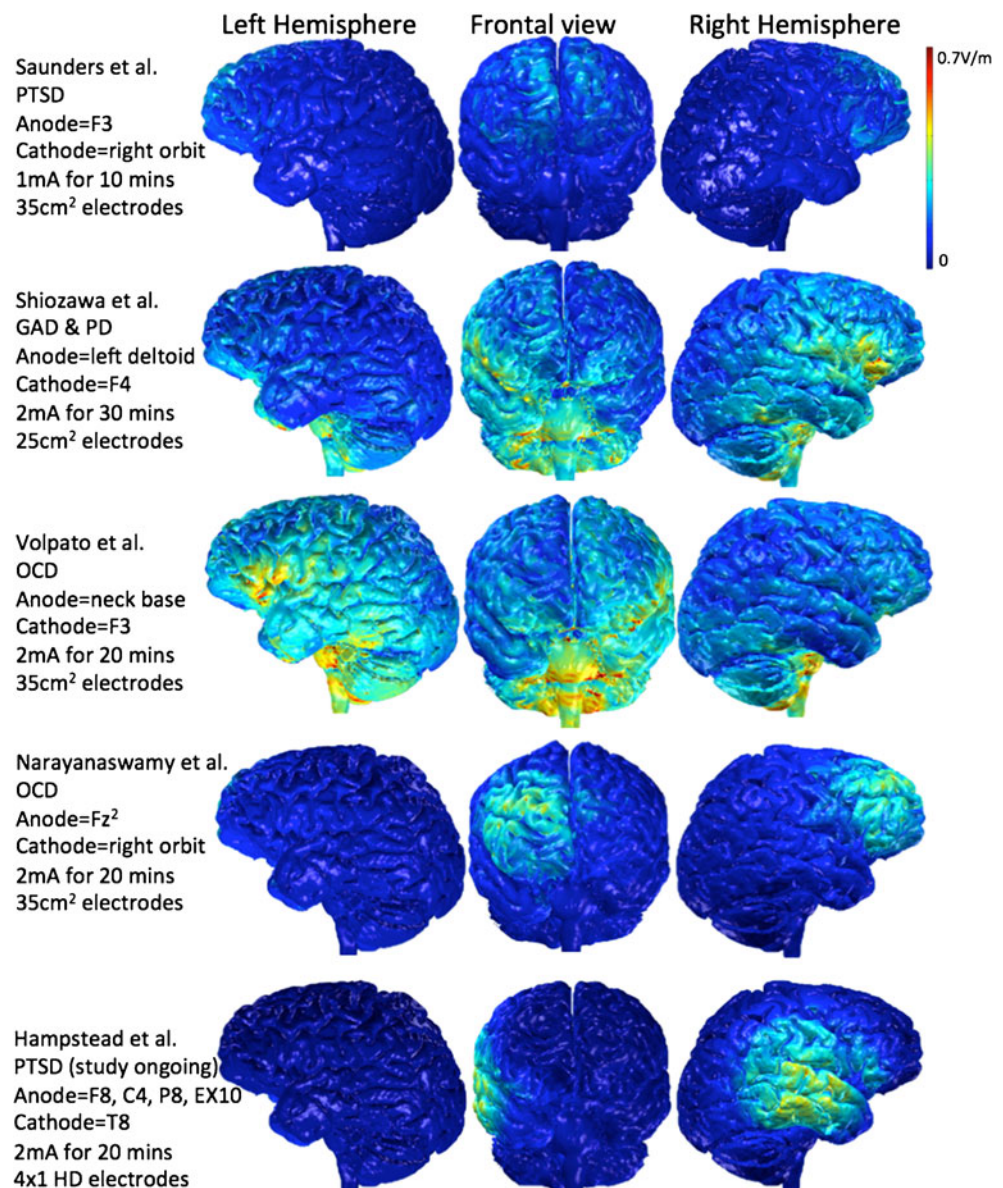 Left Hemisphere
Frontal view
Right Hemisphere
0.7V/m
0
Saunders et al.
PTSD
Anode=F3
Cathode=right orbit
1mA for 10 mins
35cm² electrodes
Shiozawa et al.
GAD & PD
Anode=left deltoid
Cathode=F4
2mA for 30 mins
25cm² electrodes
Volpato et al.
OCD
Anode=neck base
Cathode=F3
2mA for 20 mins
35cm² electrodes
Narayanaswamy et al.
OCD
Anode=Fz²
Cathode=right orbit
2mA for 20 mins
35cm² electrodes
Hampstead et al.
PTSD (study ongoing)
Anode=F8, C4, P8, EX10
Cathode=T8
2mA for 20 mins
4x1 HD electrodes